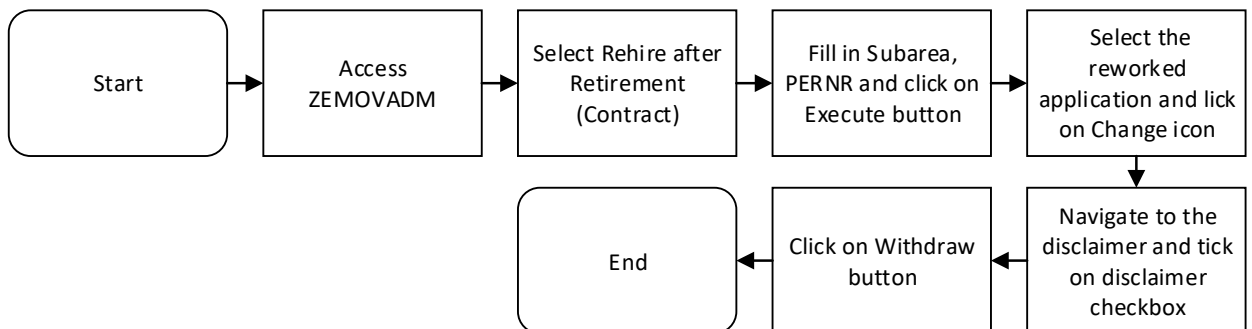 Start
Access
ZEMOVADM
Select Rehire after
Retirement
(Contract)
Fill in Subarea,
PERNR and click on
Execute button
Select the
reworked
application and lick
on Change icon
Navigate to the
disclaimer and tick
on disclaimer
checkbox
Click on Withdraw
button
End